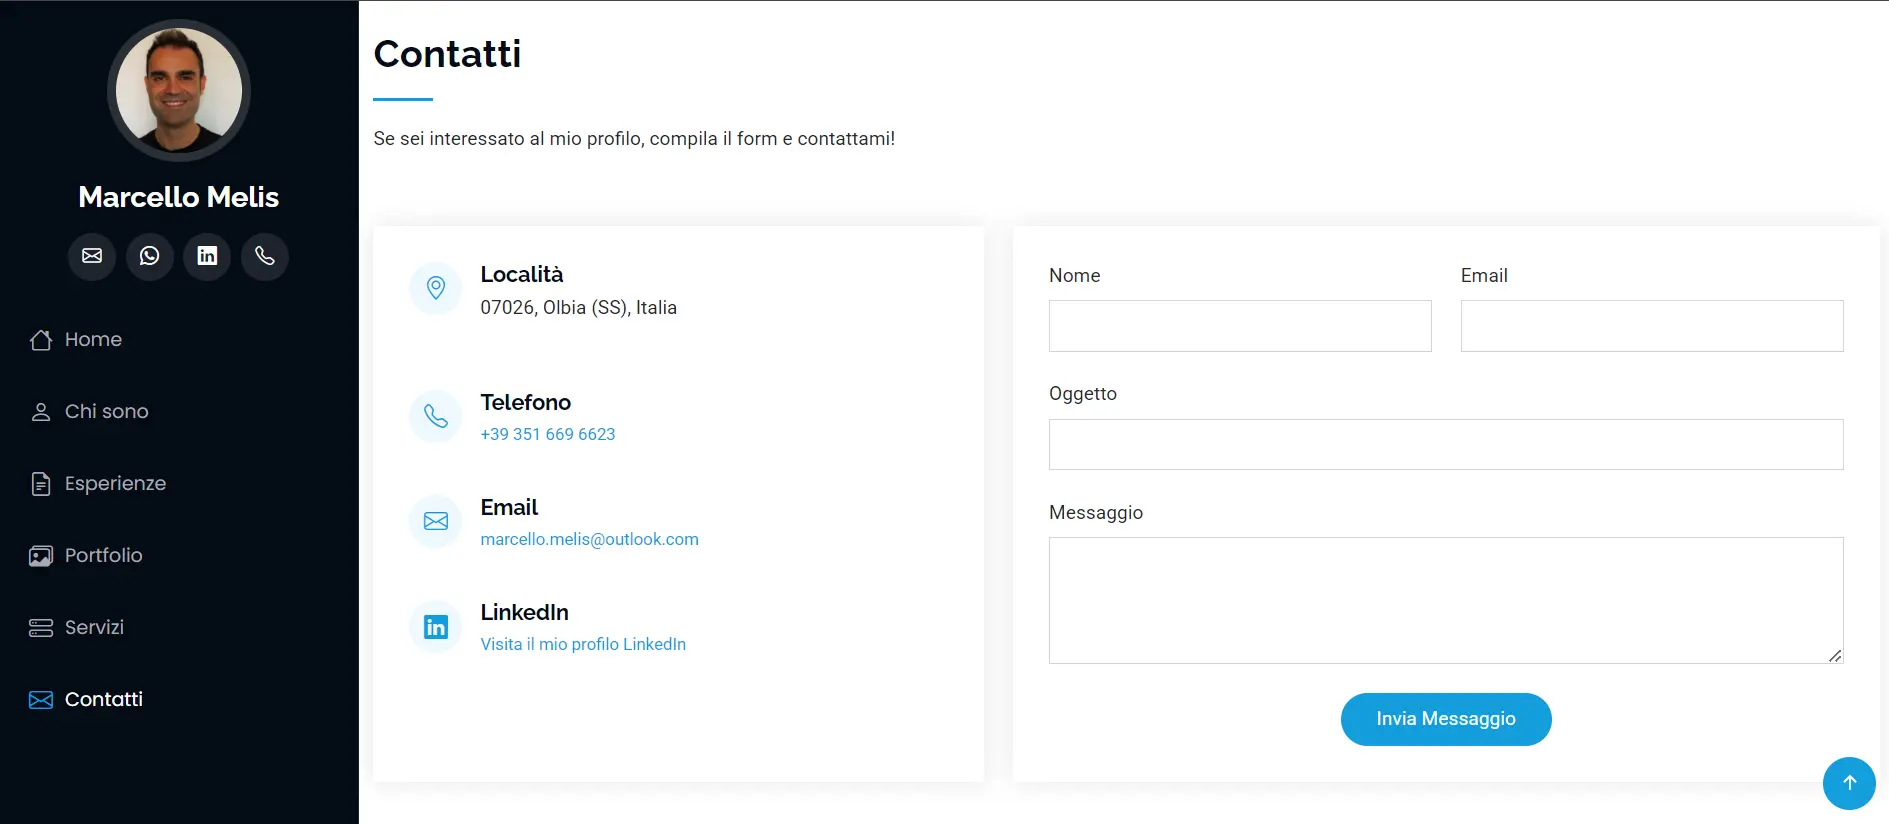 Marcello Melis
Home
Chi sono
Esperienze
Portfolio
Servizi
Contatti
Contatti
Se sei interessato al mio profilo, compila il form e contattami!
Località
07026, Olbia (SS), Italia
Telefono
+39 351 669 6623
Email
marcello.melis@outlook.com
LinkedIn
Visita il mio profilo LinkedIn
Nome
Email
Oggetto
Messaggio
Invia Messaggio